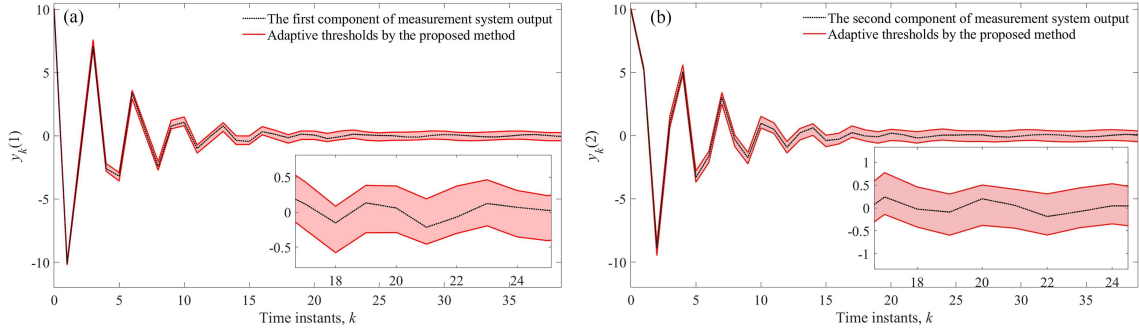 (a)
The first component of measurement system output
Adaptive thresholds by the proposed method
10
5
0
-5
-10
y_k(1)
0.5
0
-0.5
18 20 22 24
0 5 10 15 20 25 30 35
Time instants, k
(b)
The second component of measurement system output
Adaptive thresholds by the proposed method
10
5
0
-5
-10
y_k(2)
1
0.5
0
-0.5
-1
18 20 22 24
0 5 10 15 20 25 30 35
Time instants, k